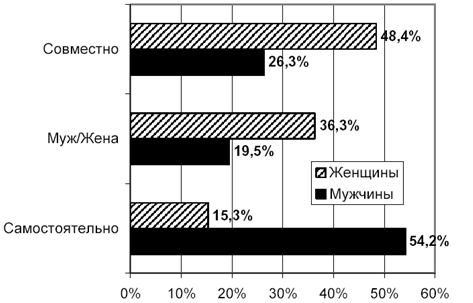 Совместно
48,4%
26,3%
Муж/Жена
36,3%
19,5%
Женщины
Мужчины
Самостоятельно
15,3%
54,2%
0% 10% 20% 30% 40% 50% 60%